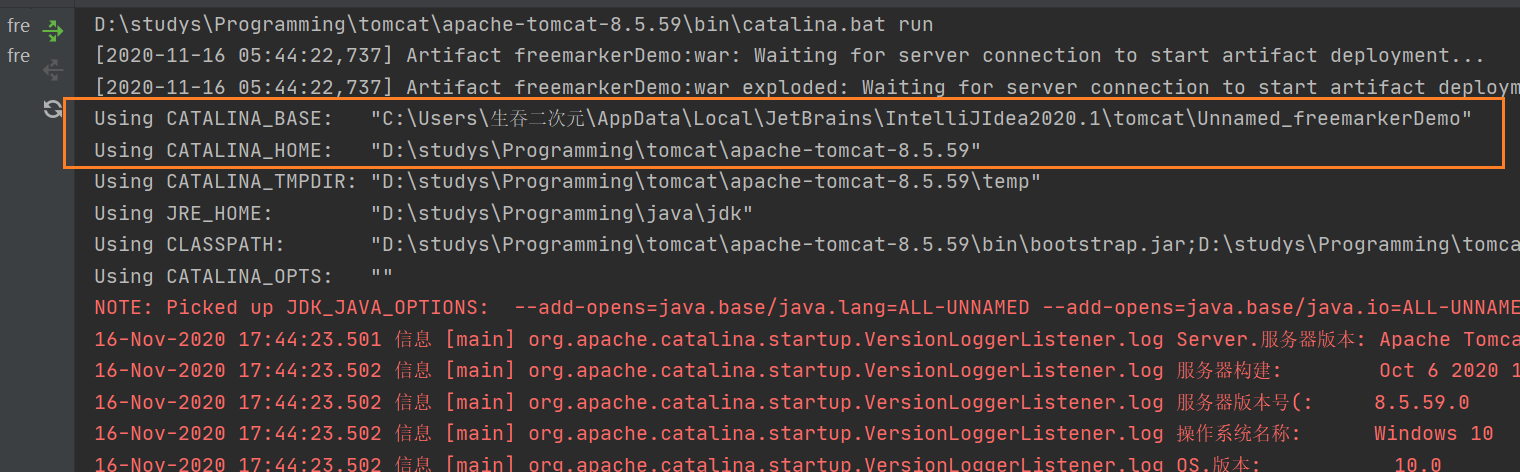 fre
fre
D:\studys\Programming\tomcat\apache-tomcat-8.5.59\bin\catalina.bat run
[2020-11-16 05:44:22,737] Artifact freemarkerDemo:war: Waiting for server connection to start artifact deployment...
[2020-11-16 05:44:22,737] Artifact freemarkerDemo:war exploded: Waiting for server connection to start artifact deploym
Using CATALINA_BASE:   "C:\Users\生吞二次元\AppData\Local\JetBrains\IntelliJIdea2020.1\tomcat\Unnamed_freemarkerDemo"
Using CATALINA_HOME:   "D:\studys\Programming\tomcat\apache-tomcat-8.5.59"
Using CATALINA_TMPDIR: "D:\studys\Programming\tomcat\apache-tomcat-8.5.59\temp"
Using JRE_HOME:        "D:\studys\Programming\java\jdk"
Using CLASSPATH:       "D:\studys\Programming\tomcat\apache-tomcat-8.5.59\bin\bootstrap.jar;D:\studys\Programming\tomca
Using CATALINA_OPTS:   ""
NOTE: Picked up JDK_JAVA_OPTIONS:  --add-opens=java.base/java.lang=ALL-UNNAMED --add-opens=java.base/java.io=ALL-UNNAME
16-Nov-2020 17:44:23.501 信息 [main] org.apache.catalina.startup.VersionLoggerListener.log Server.服务器版本: Apache Tomca
16-Nov-2020 17:44:23.502 信息 [main] org.apache.catalina.startup.VersionLoggerListener.log 服务器构建:        Oct 6 2020 1
16-Nov-2020 17:44:23.502 信息 [main] org.apache.catalina.startup.VersionLoggerListener.log 服务器版本号(:     8.5.59.0
16-Nov-2020 17:44:23.502 信息 [main] org.apache.catalina.startup.VersionLoggerListener.log 操作系统名称:      Windows 10
16-Nov-2020 17:44:23.502 信息 [main] org.apache.catalina.startup.VersionLoggerListener.log OS.版本:           10.0